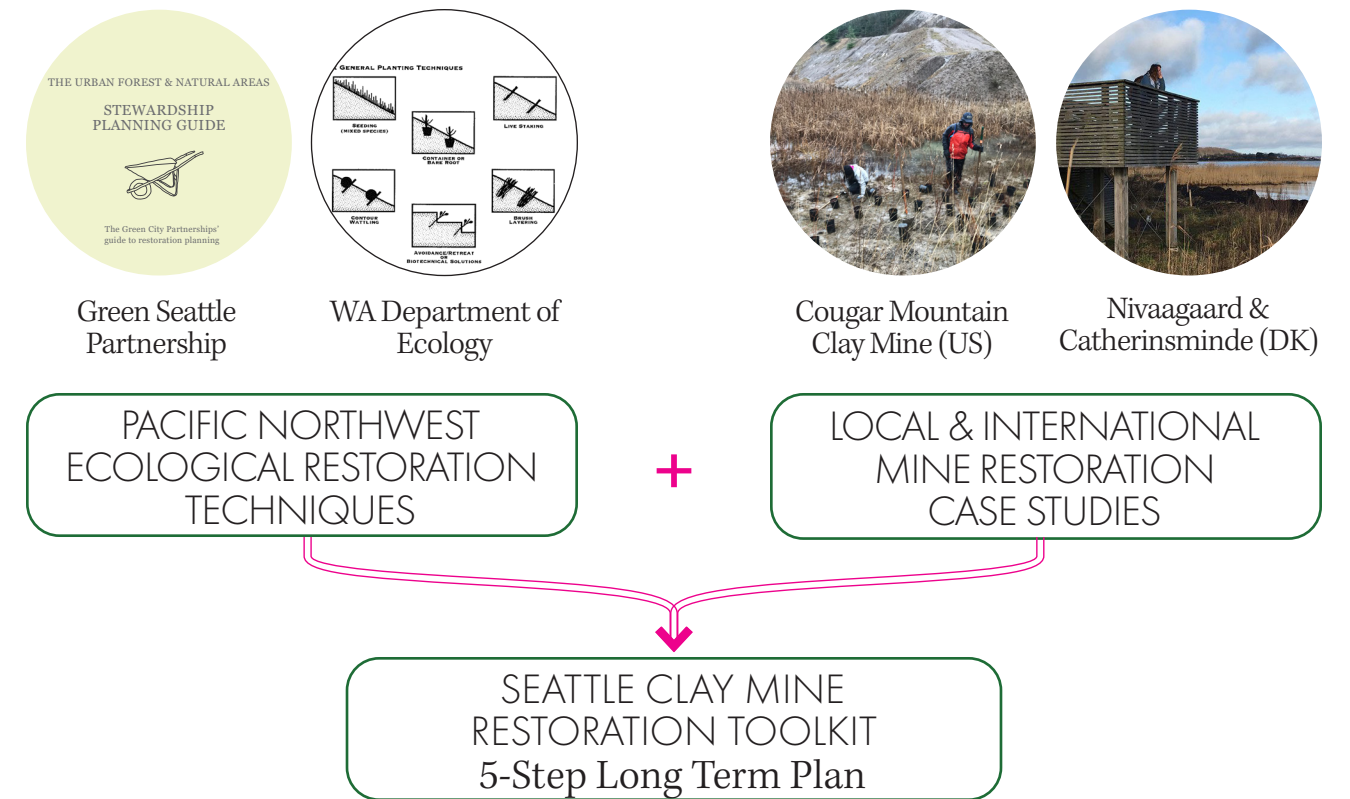 THE URBAN FOREST & NATURAL AREAS
STEWARDSHIP
PLANNING GUIDE
The Green City Partnerships'
guide to restoration planning
GENERAL PLANTING TECHNIQUES
SEEDING
(MIXED SPECIES)
CONTAINER OR
BARE ROOT
LIVE STAKING
CONTOUR
WATTLING
AVOIDANCE/RETREAT
OR
BIOTECHNICAL SOLUTIONS
BRUSH
LAYERING
Green Seattle
Partnership
WA Department of
Ecology
Cougar Mountain
Clay Mine (US)
Nivaagaard &
Catherinsminde (DK)
PACIFIC NORTHWEST
ECOLOGICAL RESTORATION
TECHNIQUES
+
LOCAL & INTERNATIONAL
MINE RESTORATION
CASE STUDIES
SEATTLE CLAY MINE
RESTORATION TOOLKIT
5-Step Long Term Plan